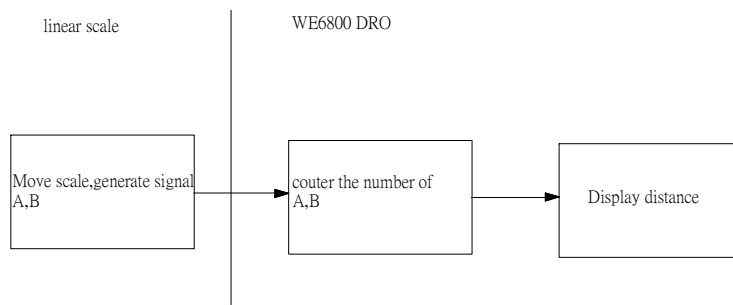 linear scale
WE6800 DRO
Move scale,generate signal
A,B
couter the number of
A,B
Display distance